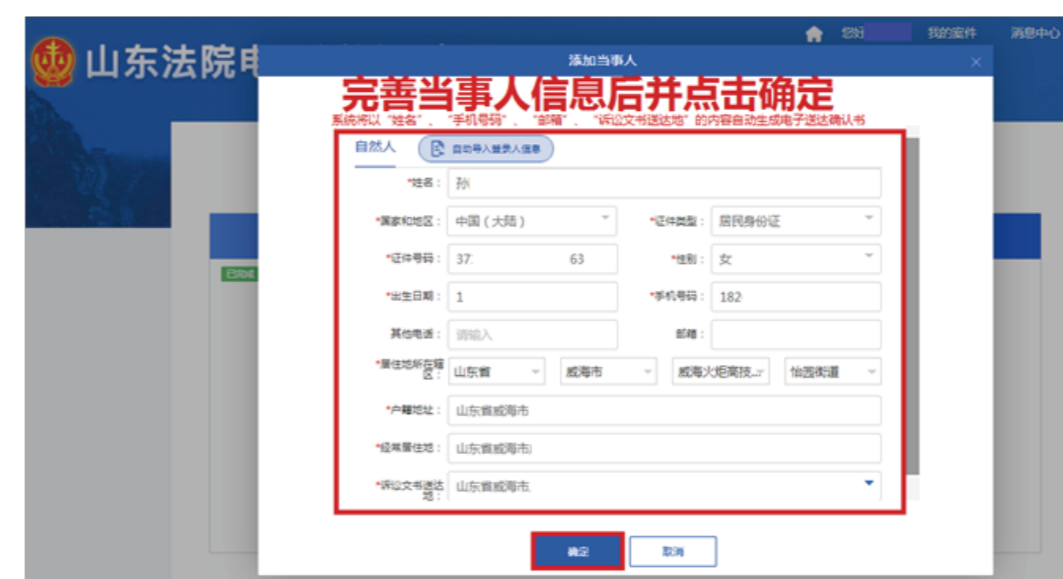 您好 我的案件 消息中心
山东法院电
添加当事人
完善当事人信息后并点击确定
系统将以“姓名”、“手机号码”、“邮箱”、“诉讼文书送达地”的内容自动生成电子送达确认书
自然人 自动导入登录人信息
*姓名： 孙
*国家和地区： 中国（大陆） *证件类型： 居民身份证
*证件号码： 37 63 *性别： 女
*出生日期： 1 *手机号码： 182
其他电话： 请输入 邮箱：
*居住地所在辖区： 山东省 威海市 威海火炬高技... 怡园街道
*户籍地址： 山东省威海市
*经常居住地： 山东省威海市
*诉讼文书送达地： 山东省威海市
已完成
确定 取消